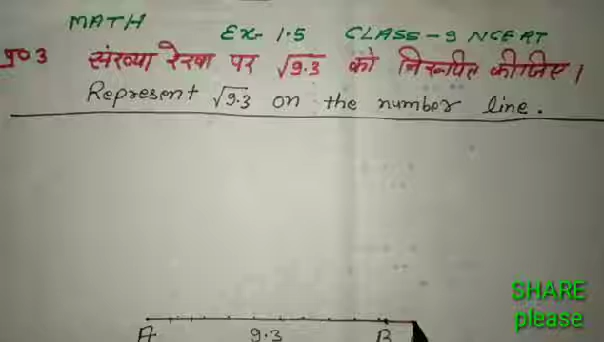 MATH
Ex- 1.5 CLASS-9 NCERT
प्र० 3 संख्या रेखा पर √9.3 को निरूपित कीजिए।
Represent √9.3 on the number line.
A 9.3 B
SHARE
please